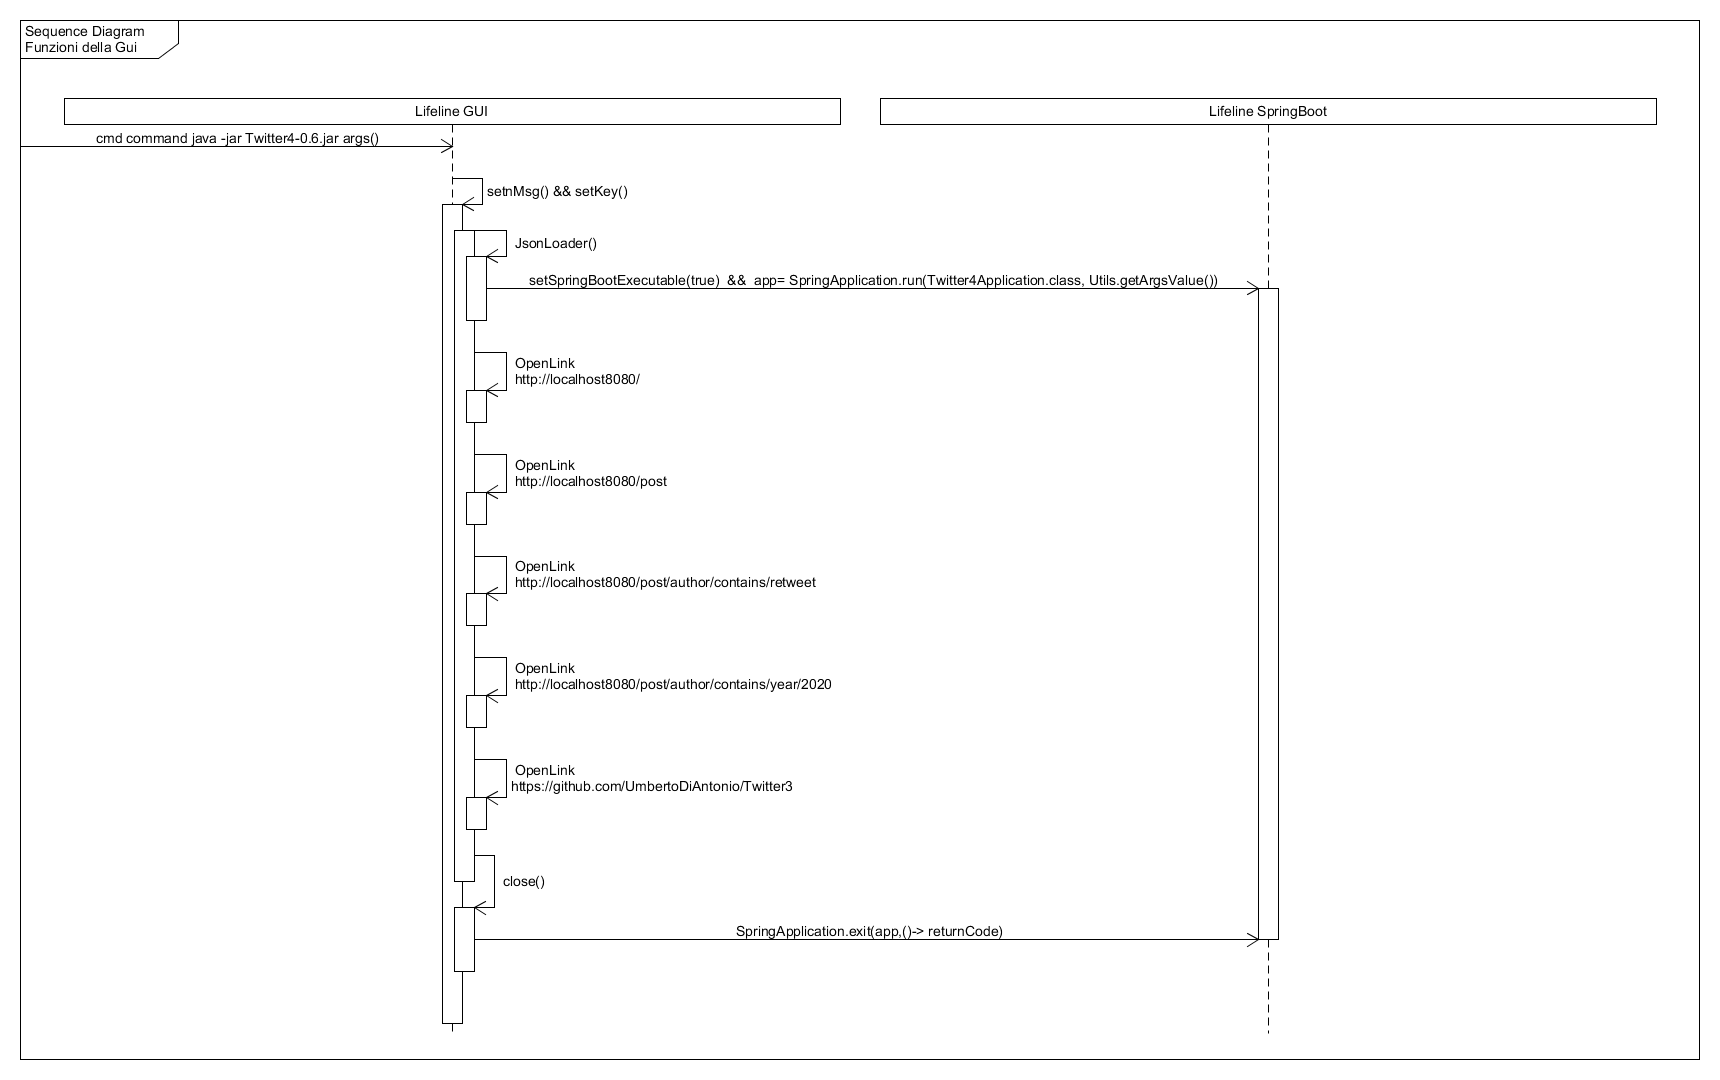 Sequence Diagram
Funzioni della Gui
Lifeline GUI
Lifeline SpringBoot
cmd command java -jar Twitter4-0.6.jar args()
setnMsg() && setKey()
JsonLoader()
setSpringBootExecutable(true)  &&  app= SpringApplication.run(Twitter4Application.class, Utils.getArgsValue())
OpenLink
http://localhost8080/
OpenLink
http://localhost8080/post
OpenLink
http://localhost8080/post/author/contains/retweet
OpenLink
http://localhost8080/post/author/contains/year/2020
OpenLink
https://github.com/UmbertoDiAntonio/Twitter3
close()
SpringApplication.exit(app,()-> returnCode)